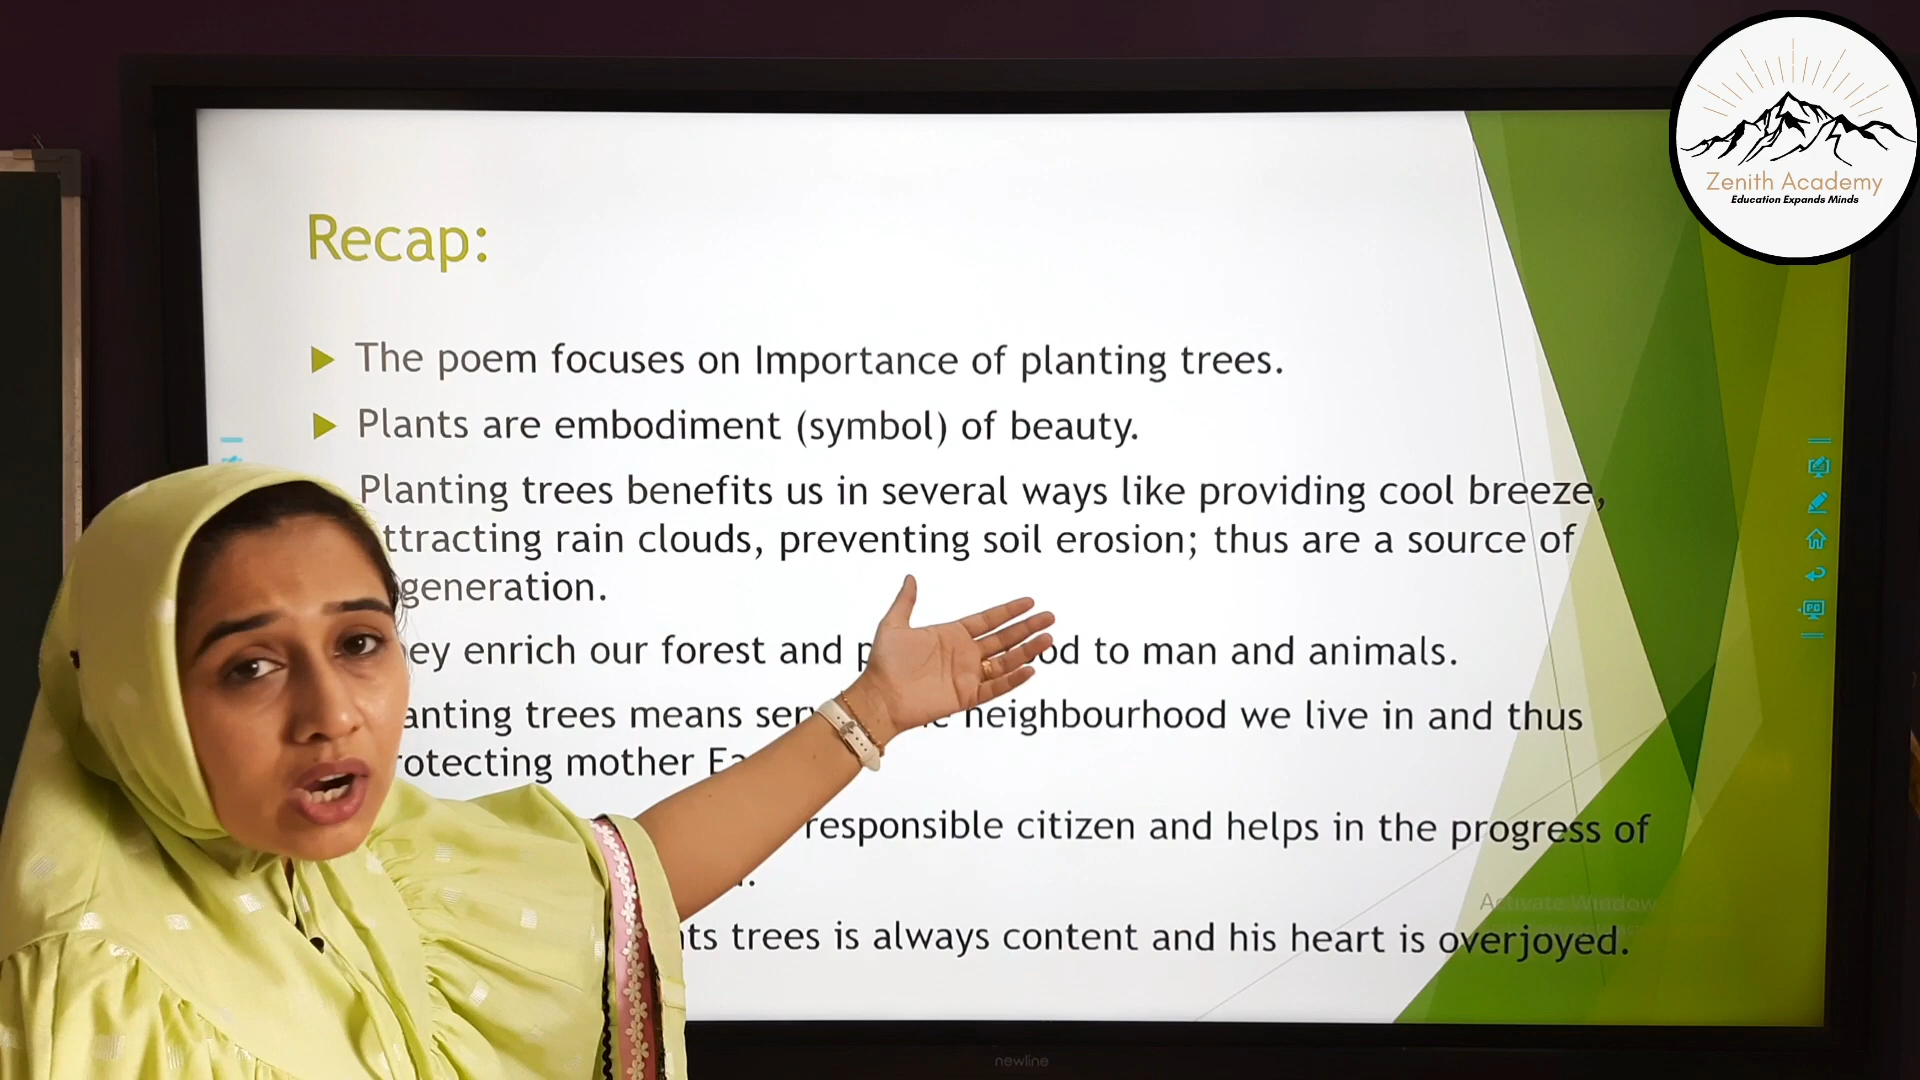 Zenith Academy
Education Expands Minds
Recap:
The poem focuses on Importance of planting trees.
Plants are embodiment (symbol) of beauty.
Planting trees benefits us in several ways like providing cool breeze,
ttracting rain clouds, preventing soil erosion; thus are a source of
generation.
ey enrich our forest and p od to man and animals.
anting trees means ser neighbourhood we live in and thus
rotecting mother Ea
responsible citizen and helps in the progress of
ts trees is always content and his heart is overjoyed.
Activate Window
newline